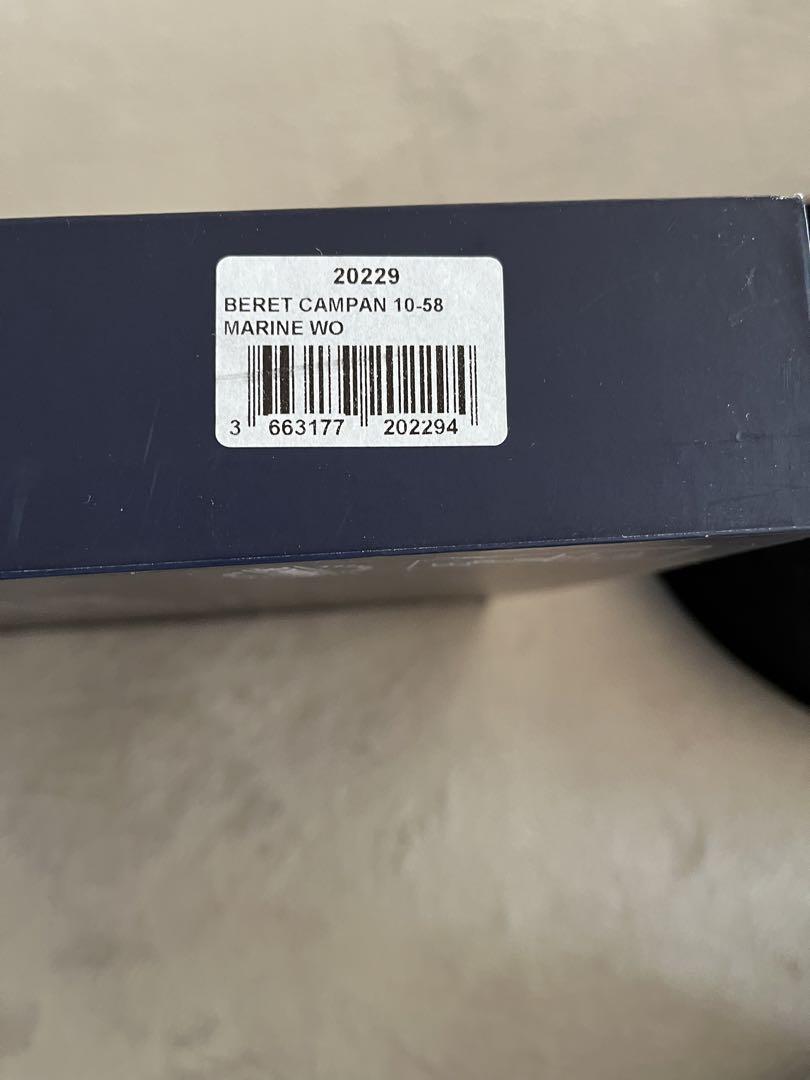 20229
BERET CAMPAN 10-58
MARINE WO
3 663177 202294